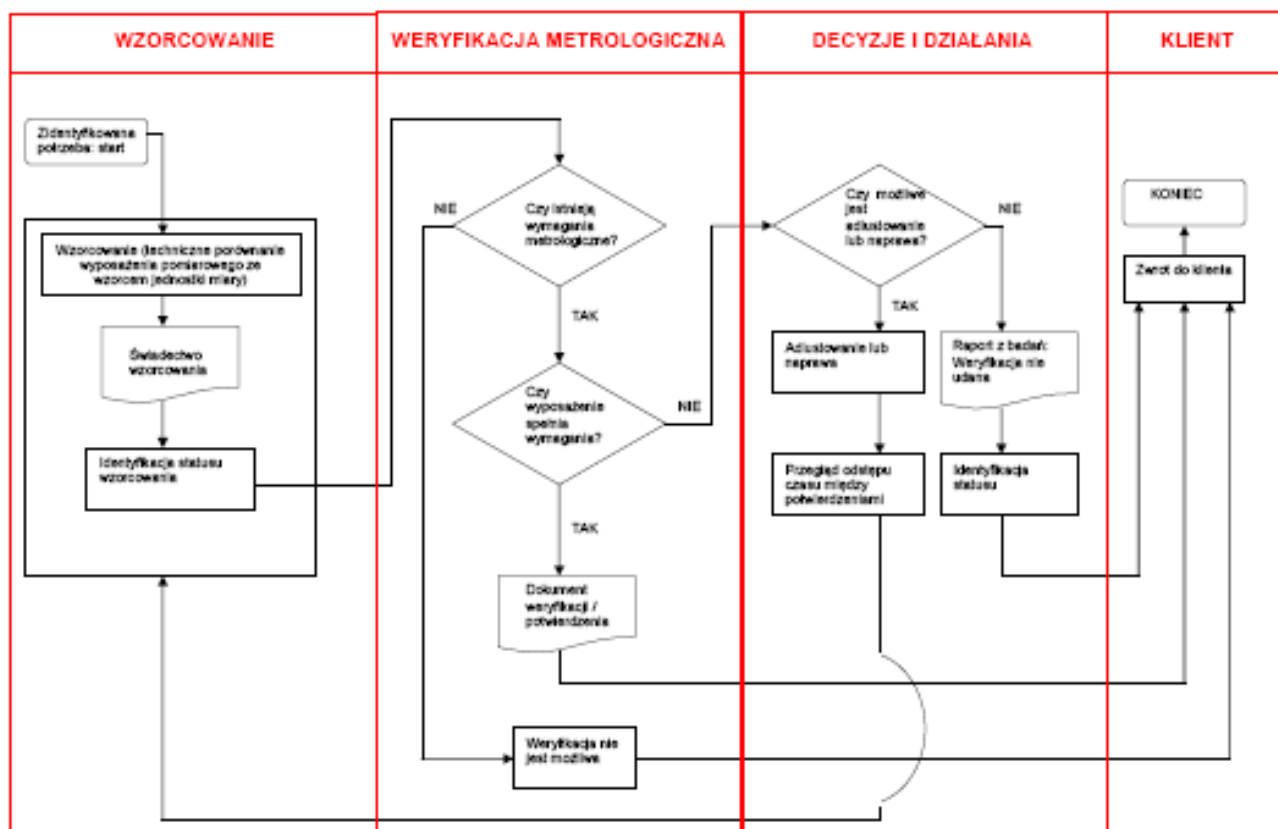 WZORCOWANIE
WERYFIKACJA METROLOGICZNA
DECYZJE I DZIAŁANIA
KLIENT
Zidentyfikowana
potrzeba: start
Wzorcowanie (techniczne porównanie
wyposażenia pomiarowego ze
wzorcem jednostki miary)
Świadectwo
wzorcowania
Identyfikacja statusu
wzorcowania
NIE
Czy istnieją
wymagania
metrologiczne?
TAK
Czy
wyposażenie
spełnia
wymagania?
NIE
TAK
Dokument
weryfikacji /
potwierdzenia
Weryfikacja nie
jest możliwa
Czy możliwe
jest
adiustowanie
lub naprawa?
NIE
TAK
Adiustowanie lub
naprawa
Raport z badań:
Weryfikacja nie
udana
Przegląd odstępu
czasu między
potwierdzeniami
Identyfikacja
statusu
KONIEC
Zwrot do klienta